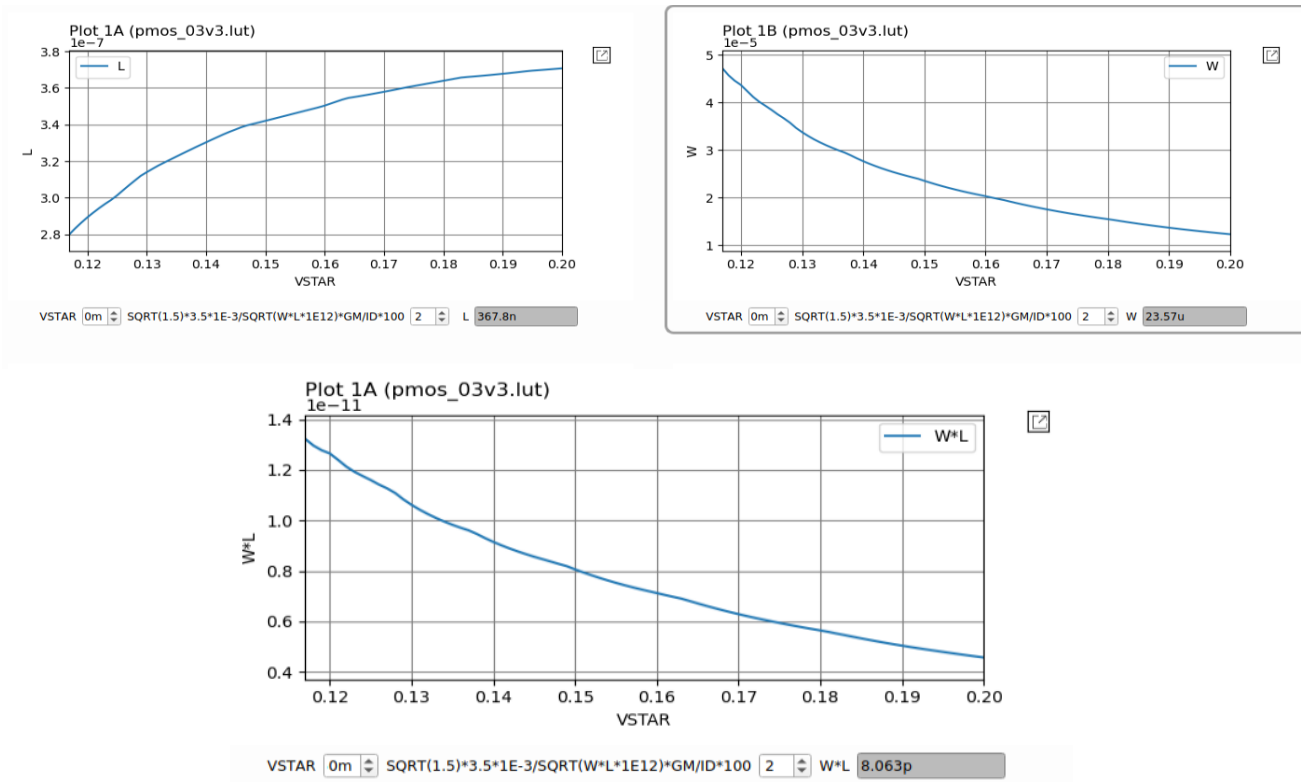 Plot 1A (pmos_03v3.lut)
1e−7
3.8
3.6
3.4
3.2
3.0
2.8
L
L
0.12 0.13 0.14 0.15 0.16 0.17 0.18 0.19 0.20
VSTAR
VSTAR 0m SQRT(1.5)*3.5*1E-3/SQRT(W*L*1E12)*GM/ID*100 2 L 367.8n
Plot 1B (pmos_03v3.lut)
1e−5
5
4
3
2
1
W
W
0.12 0.13 0.14 0.15 0.16 0.17 0.18 0.19 0.20
VSTAR
VSTAR 0m SQRT(1.5)*3.5*1E-3/SQRT(W*L*1E12)*GM/ID*100 2 W 23.57u
Plot 1A (pmos_03v3.lut)
1e−11
1.4
1.2
1.0
0.8
0.6
0.4
W*L
W*L
0.12 0.13 0.14 0.15 0.16 0.17 0.18 0.19 0.20
VSTAR
VSTAR 0m SQRT(1.5)*3.5*1E-3/SQRT(W*L*1E12)*GM/ID*100 2 W*L 8.063p